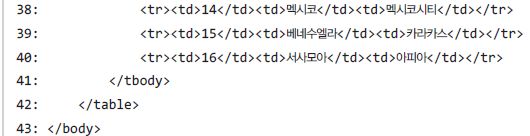 38:            <tr><td>14</td><td>멕시코</td><td>멕시코시티</td></tr>
39:            <tr><td>15</td><td>베네수엘라</td><td>카라카스</td></tr>
40:            <tr><td>16</td><td>서사모아</td><td>아피아</td></tr>
41:        </tbody>
42:    </table>
43: </body>